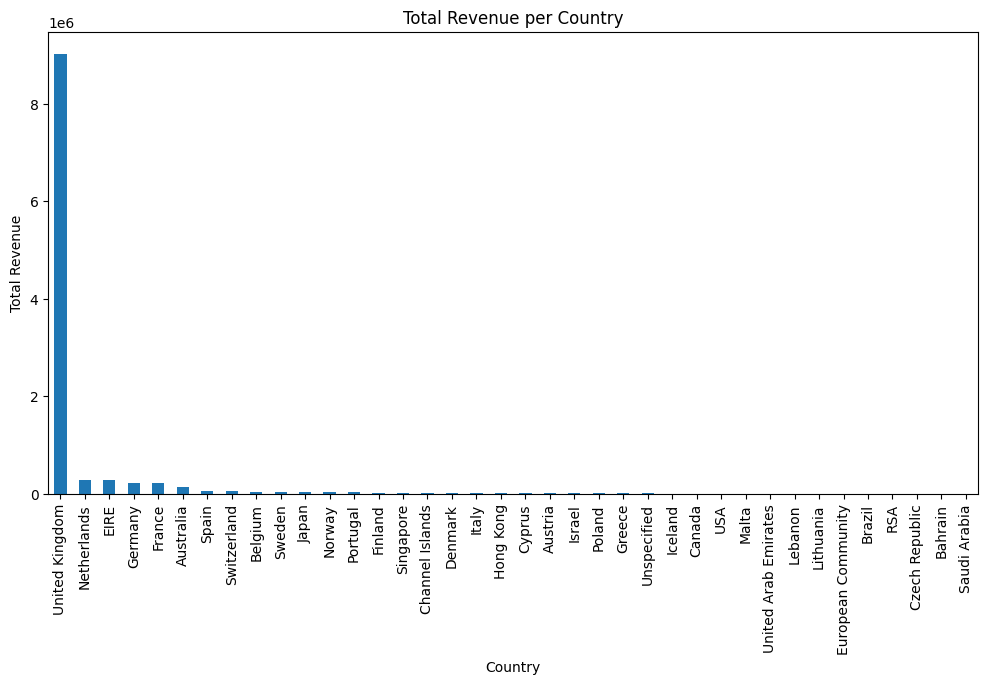 Total Revenue per Country
1e6
8
6
4
2
0
Total Revenue
United Kingdom
Netherlands
EIRE
Germany
France
Australia
Spain
Switzerland
Belgium
Sweden
Japan
Norway
Portugal
Finland
Singapore
Channel Islands
Denmark
Italy
Hong Kong
Cyprus
Austria
Israel
Poland
Greece
Unspecified
Iceland
Canada
USA
Malta
United Arab Emirates
Lebanon
Lithuania
European Community
Brazil
RSA
Czech Republic
Bahrain
Saudi Arabia
Country